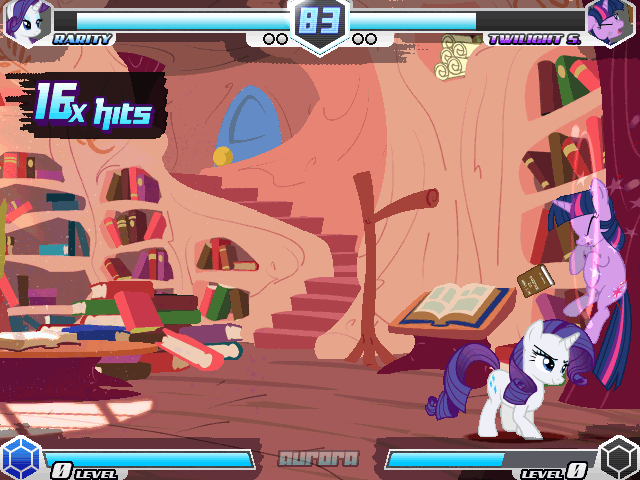 83
RARITY
TWILIGHT S.
16x hits
0 LEVEL
aurora
LEVEL 0